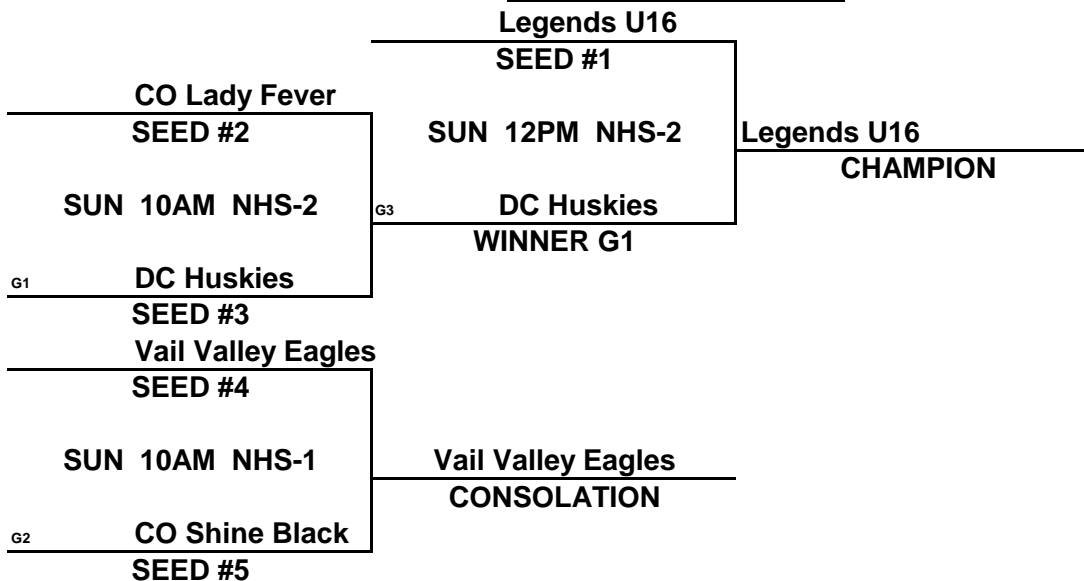 Legends U16
SEED #1
CO Lady Fever
SEED #2
SUN 12PM NHS-2
Legends U16
CHAMPION
SUN 10AM NHS-2
G3 DC Huskies
WINNER G1
G1 DC Huskies
SEED #3
Vail Valley Eagles
SEED #4
SUN 10AM NHS-1
Vail Valley Eagles
CONSOLATION
G2 CO Shine Black
SEED #5